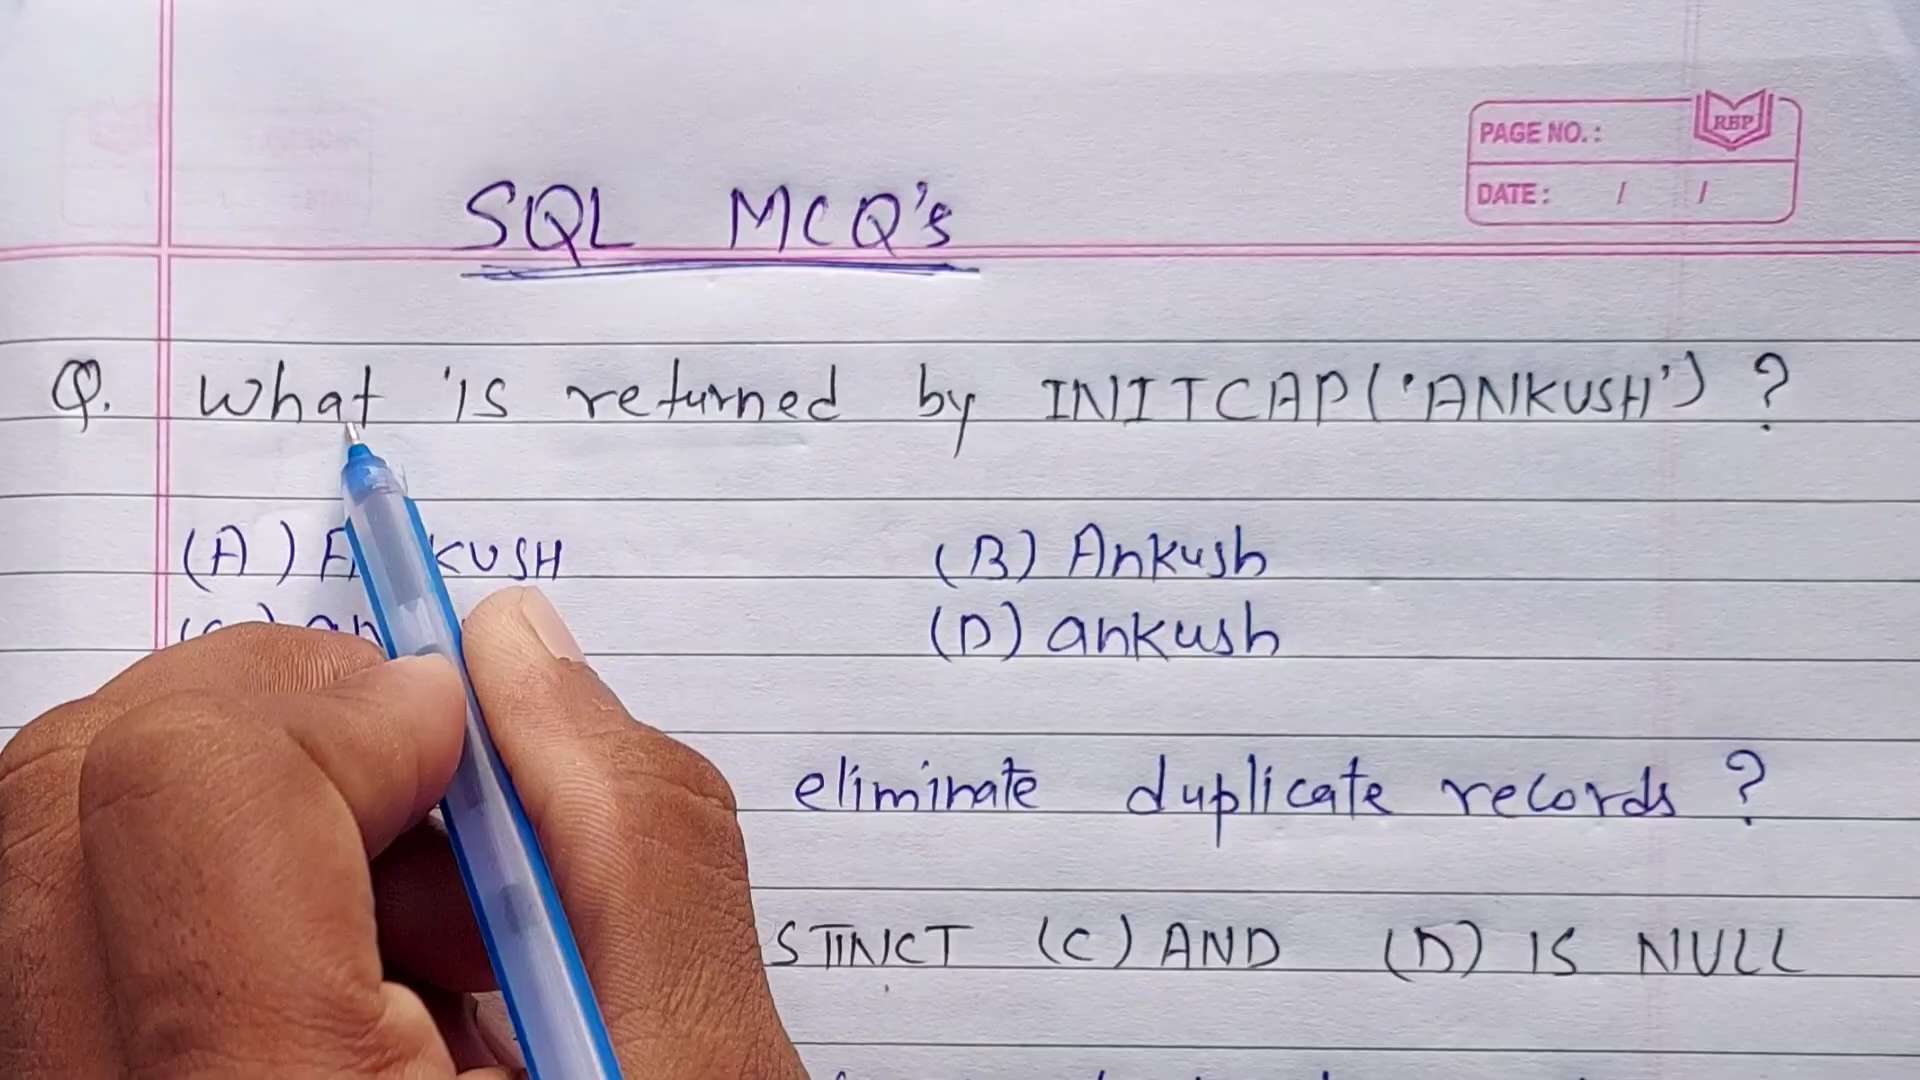 PAGE NO.:
RBP
DATE: / /
SQL MCQ's
Q. What is returned by INITCAP('ANKUSH') ?
(A) KUSH (B) Ankush
(D) ankush
eliminate duplicate records ?
STINCT (C) AND (D) IS NULL